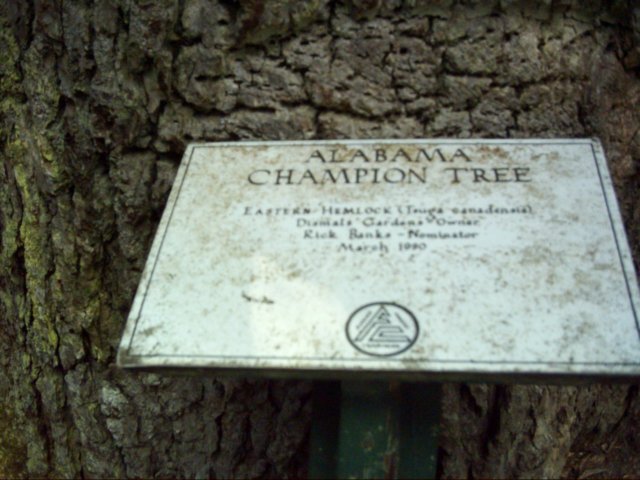 ALABAMA
CHAMPION TREE
EASTERN HEMLOCK (Tsuga canadensis)
Dismals Gardens - Owner
Rick Banks - Nominator
March 1990